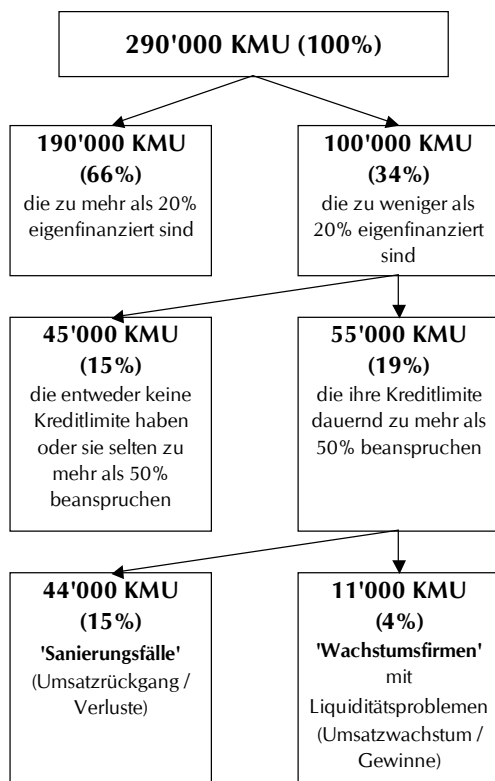 290'000 KMU (100%)
190'000 KMU
(66%)
die zu mehr als 20%
eigenfinanziert sind
100'000 KMU
(34%)
die zu weniger als
20% eigenfinanziert
sind
45'000 KMU
(15%)
die entweder keine
Kreditlimite haben
oder sie selten zu
mehr als 50%
beanspruchen
55'000 KMU
(19%)
die ihre Kreditlimite
dauernd zu mehr als
50% beanspruchen
44'000 KMU
(15%)
'Sanierungsfälle'
(Umsatzrückgang /
Verluste)
11'000 KMU
(4%)
'Wachstumsfirmen'
mit
Liquiditätsproblemen
(Umsatzwachstum /
Gewinne)